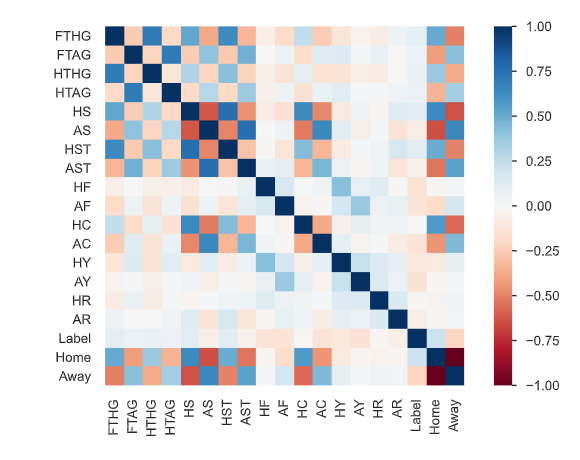 FTHG
FTAG
HTHG
HTAG
HS
AS
HST
AST
HF
AF
HC
AC
HY
AY
HR
AR
Label
Home
Away
FTHG
FTAG
HTHG
HTAG
HS
AS
HST
AST
HF
AF
HC
AC
HY
AY
HR
AR
Label
Home
Away
1.00
0.75
0.50
0.25
0.00
−0.25
−0.50
−0.75
−1.00